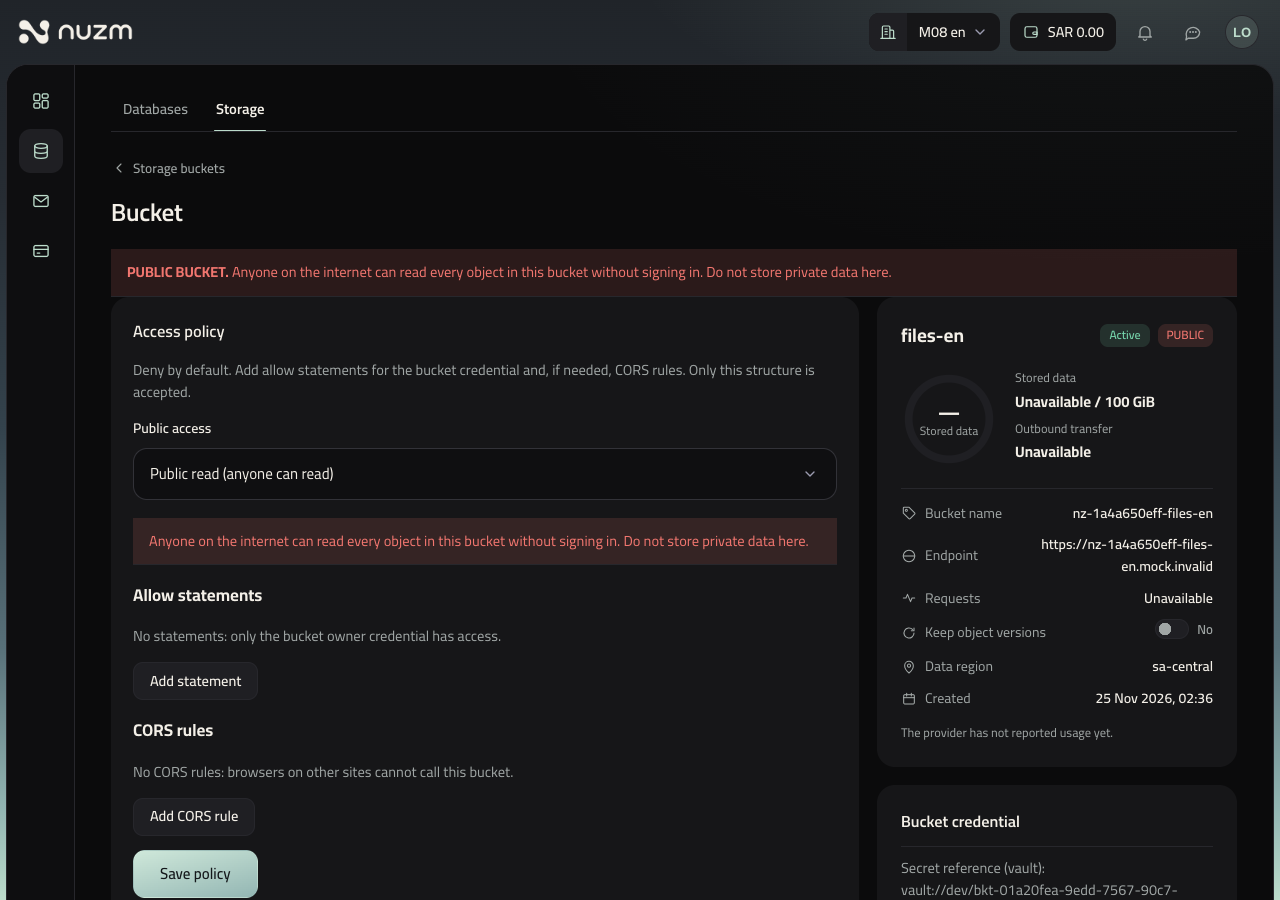 nuzm
M08 en
SAR 0.00
LO
Databases
Storage
Storage buckets
Bucket
PUBLIC BUCKET. Anyone on the internet can read every object in this bucket without signing in. Do not store private data here.
Access policy
Deny by default. Add allow statements for the bucket credential and, if needed, CORS rules. Only this structure is
accepted.
Public access
Public read (anyone can read)
Anyone on the internet can read every object in this bucket without signing in. Do not store private data here.
Allow statements
No statements: only the bucket owner credential has access.
Add statement
CORS rules
No CORS rules: browsers on other sites cannot call this bucket.
Add CORS rule
Save policy
files-en
Active
PUBLIC
—
Stored data
Stored data
Unavailable / 100 GiB
Outbound transfer
Unavailable
Bucket name
nz-1a4a650eff-files-en
Endpoint
https://nz-1a4a650eff-files-
en.mock.invalid
Requests
Unavailable
Keep object versions
No
Data region
sa-central
Created
25 Nov 2026, 02:36
The provider has not reported usage yet.
Bucket credential
Secret reference (vault):
vault://dev/bkt-01a20fea-9edd-7567-90c7-